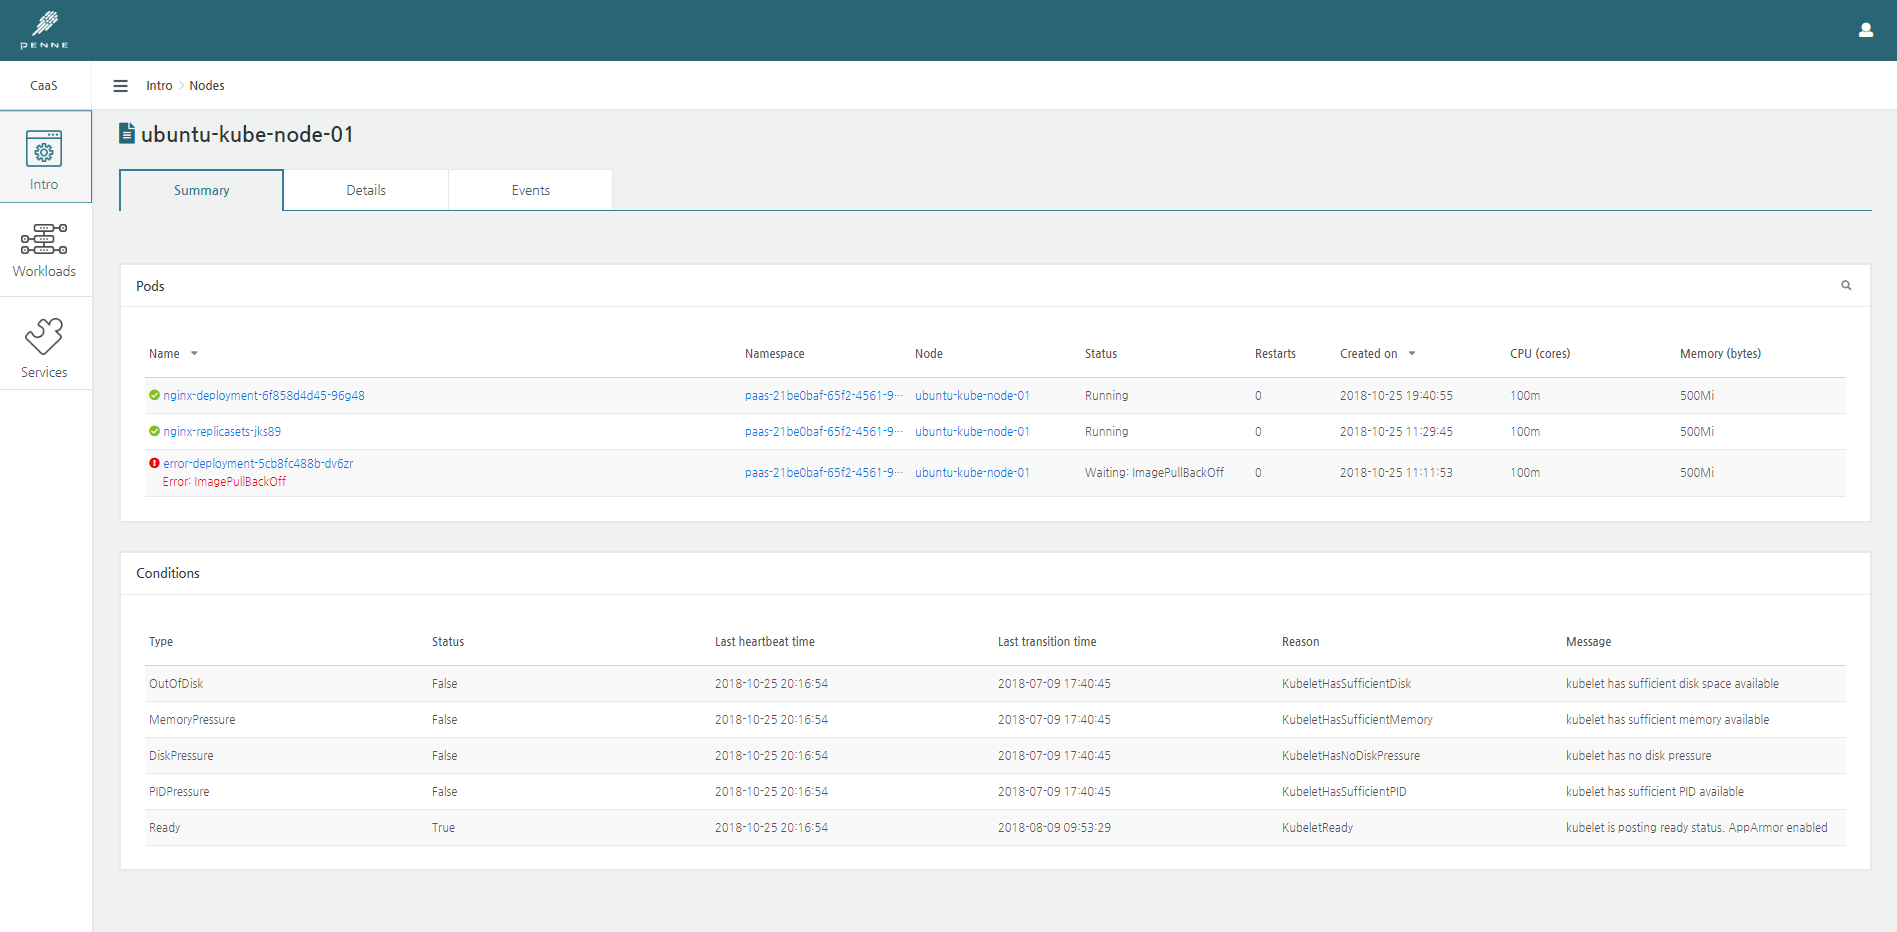 PENNE
CaaS
Intro > Nodes
Intro
Workloads
Services
ubuntu-kube-node-01
Summary Details Events
Pods
Name Namespace Node Status Restarts Created on CPU (cores) Memory (bytes)
nginx-deployment-6f858d4d45-96g48 paas-21be0baf-65f2-4561-9··· ubuntu-kube-node-01 Running 0 2018-10-25 19:40:55 100m 500Mi
nginx-replicasets-jks89 paas-21be0baf-65f2-4561-9··· ubuntu-kube-node-01 Running 0 2018-10-25 11:29:45 100m 500Mi
error-deployment-5cb8fc488b-dv6zr paas-21be0baf-65f2-4561-9··· ubuntu-kube-node-01 Waiting: ImagePullBackOff 0 2018-10-25 11:11:53 100m 500Mi
Error: ImagePullBackOff
Conditions
Type Status Last heartbeat time Last transition time Reason Message
OutOfDisk False 2018-10-25 20:16:54 2018-07-09 17:40:45 KubeletHasSufficientDisk kubelet has sufficient disk space available
MemoryPressure False 2018-10-25 20:16:54 2018-07-09 17:40:45 KubeletHasSufficientMemory kubelet has sufficient memory available
DiskPressure False 2018-10-25 20:16:54 2018-07-09 17:40:45 KubeletHasNoDiskPressure kubelet has no disk pressure
PIDPressure False 2018-10-25 20:16:54 2018-07-09 17:40:45 KubeletHasSufficientPID kubelet has sufficient PID available
Ready True 2018-10-25 20:16:54 2018-08-09 09:53:29 KubeletReady kubelet is posting ready status. AppArmor enabled